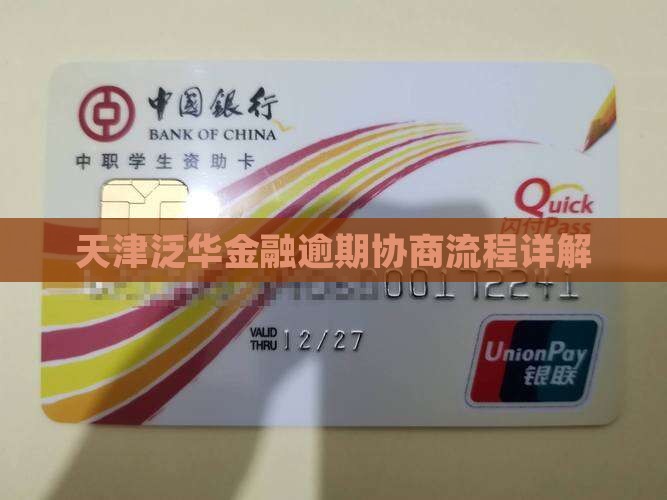 中国銀行
BANK OF CHINA
中职学生资助卡
Quick
闪付Pass
天津泛华金融逾期协商流程详解
VALID
THRU 12/27
UnionPay
银联